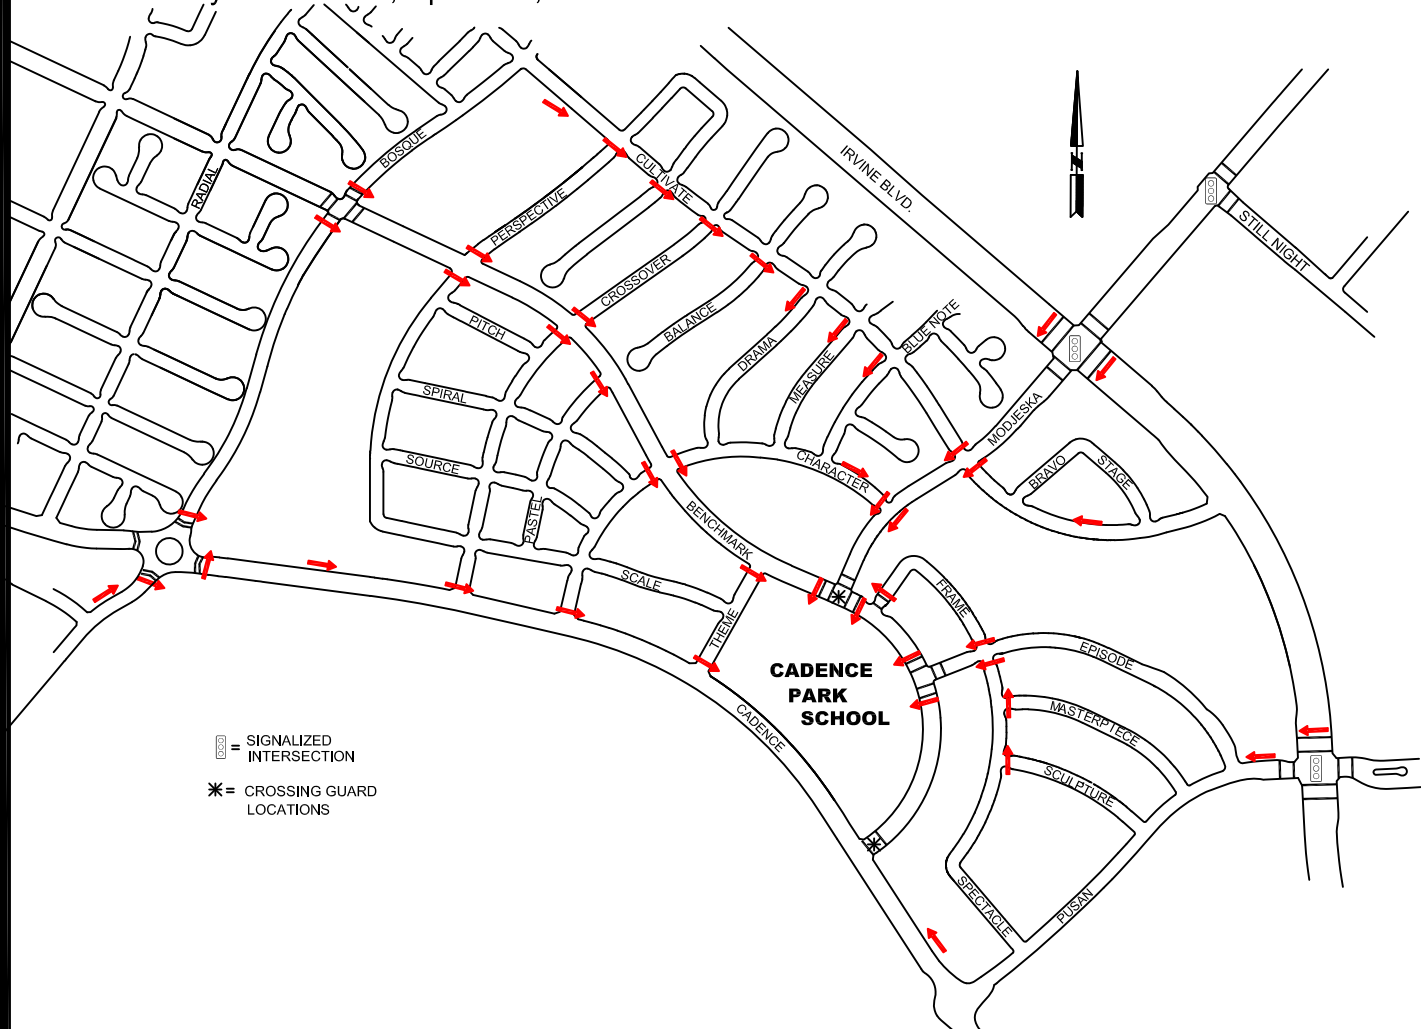 BOSQUE
CULTIVATE
IRVINE BLVD.
RADIAL
PERSPECTIVE
N
STILL NIGHT
CROSSOVER
BALANCE
BLUE NOTE
PITCH
DRAMA
MEASURE
MODJESKA
SPIRAL
SOURCE
CHARACTER
BRAVO
STAGE
PASTEL
BENCHMARK
SCALE
THEME
FRAME
EPISODE
CADENCE
PARK
SCHOOL
CADENCE
MASTERPTECE
SCULPTURE
SPECTACLE
PUSAN
= SIGNALIZED
INTERSECTION
= CROSSING GUARD
LOCATIONS